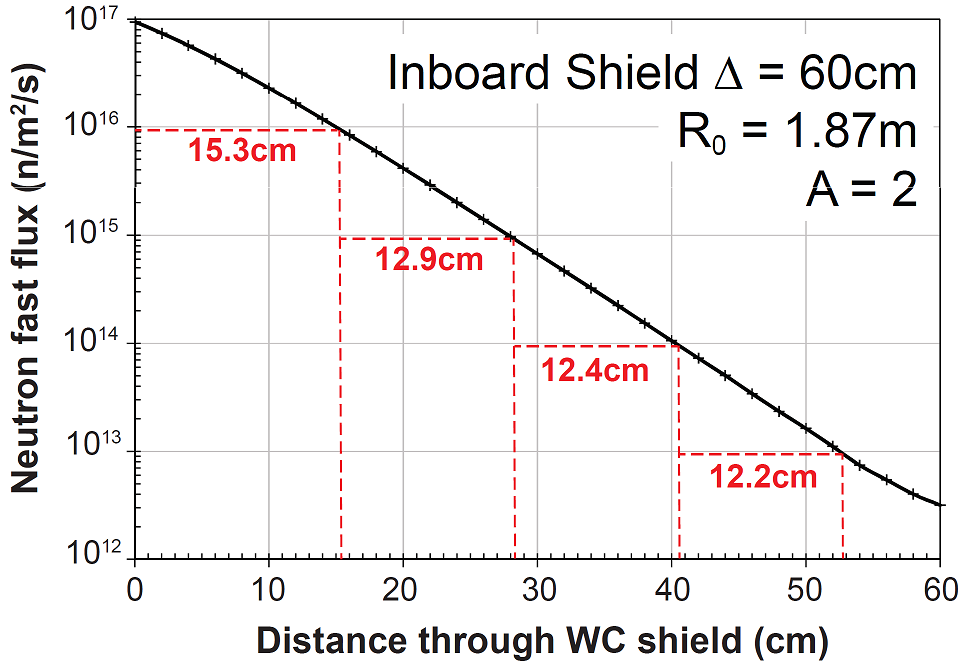 10¹⁷
10¹⁶
10¹⁵
10¹⁴
10¹³
10¹²
Neutron fast flux (n/m²/s)
Inboard Shield Δ = 60cm
R₀ = 1.87m
A = 2
15.3cm
12.9cm
12.4cm
12.2cm
0 10 20 30 40 50 60
Distance through WC shield (cm)